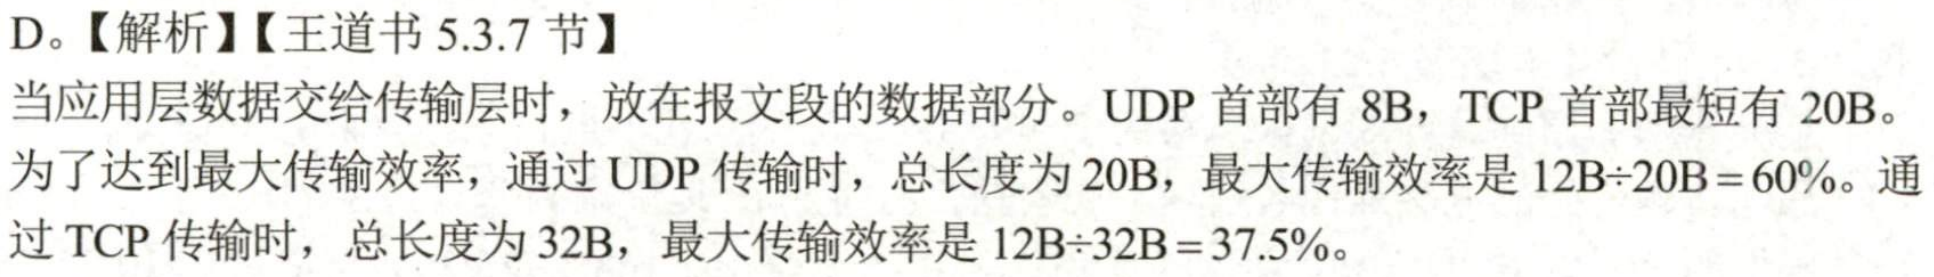 D。【解析】【王道书 5.3.7 节】
当应用层数据交给传输层时，放在报文段的数据部分。UDP 首部有 8B，TCP 首部最短有 20B。
为了达到最大传输效率，通过 UDP 传输时，总长度为 20B，最大传输效率是 12B÷20B = 60%。通
过 TCP 传输时，总长度为 32B，最大传输效率是 12B÷32B = 37.5%。